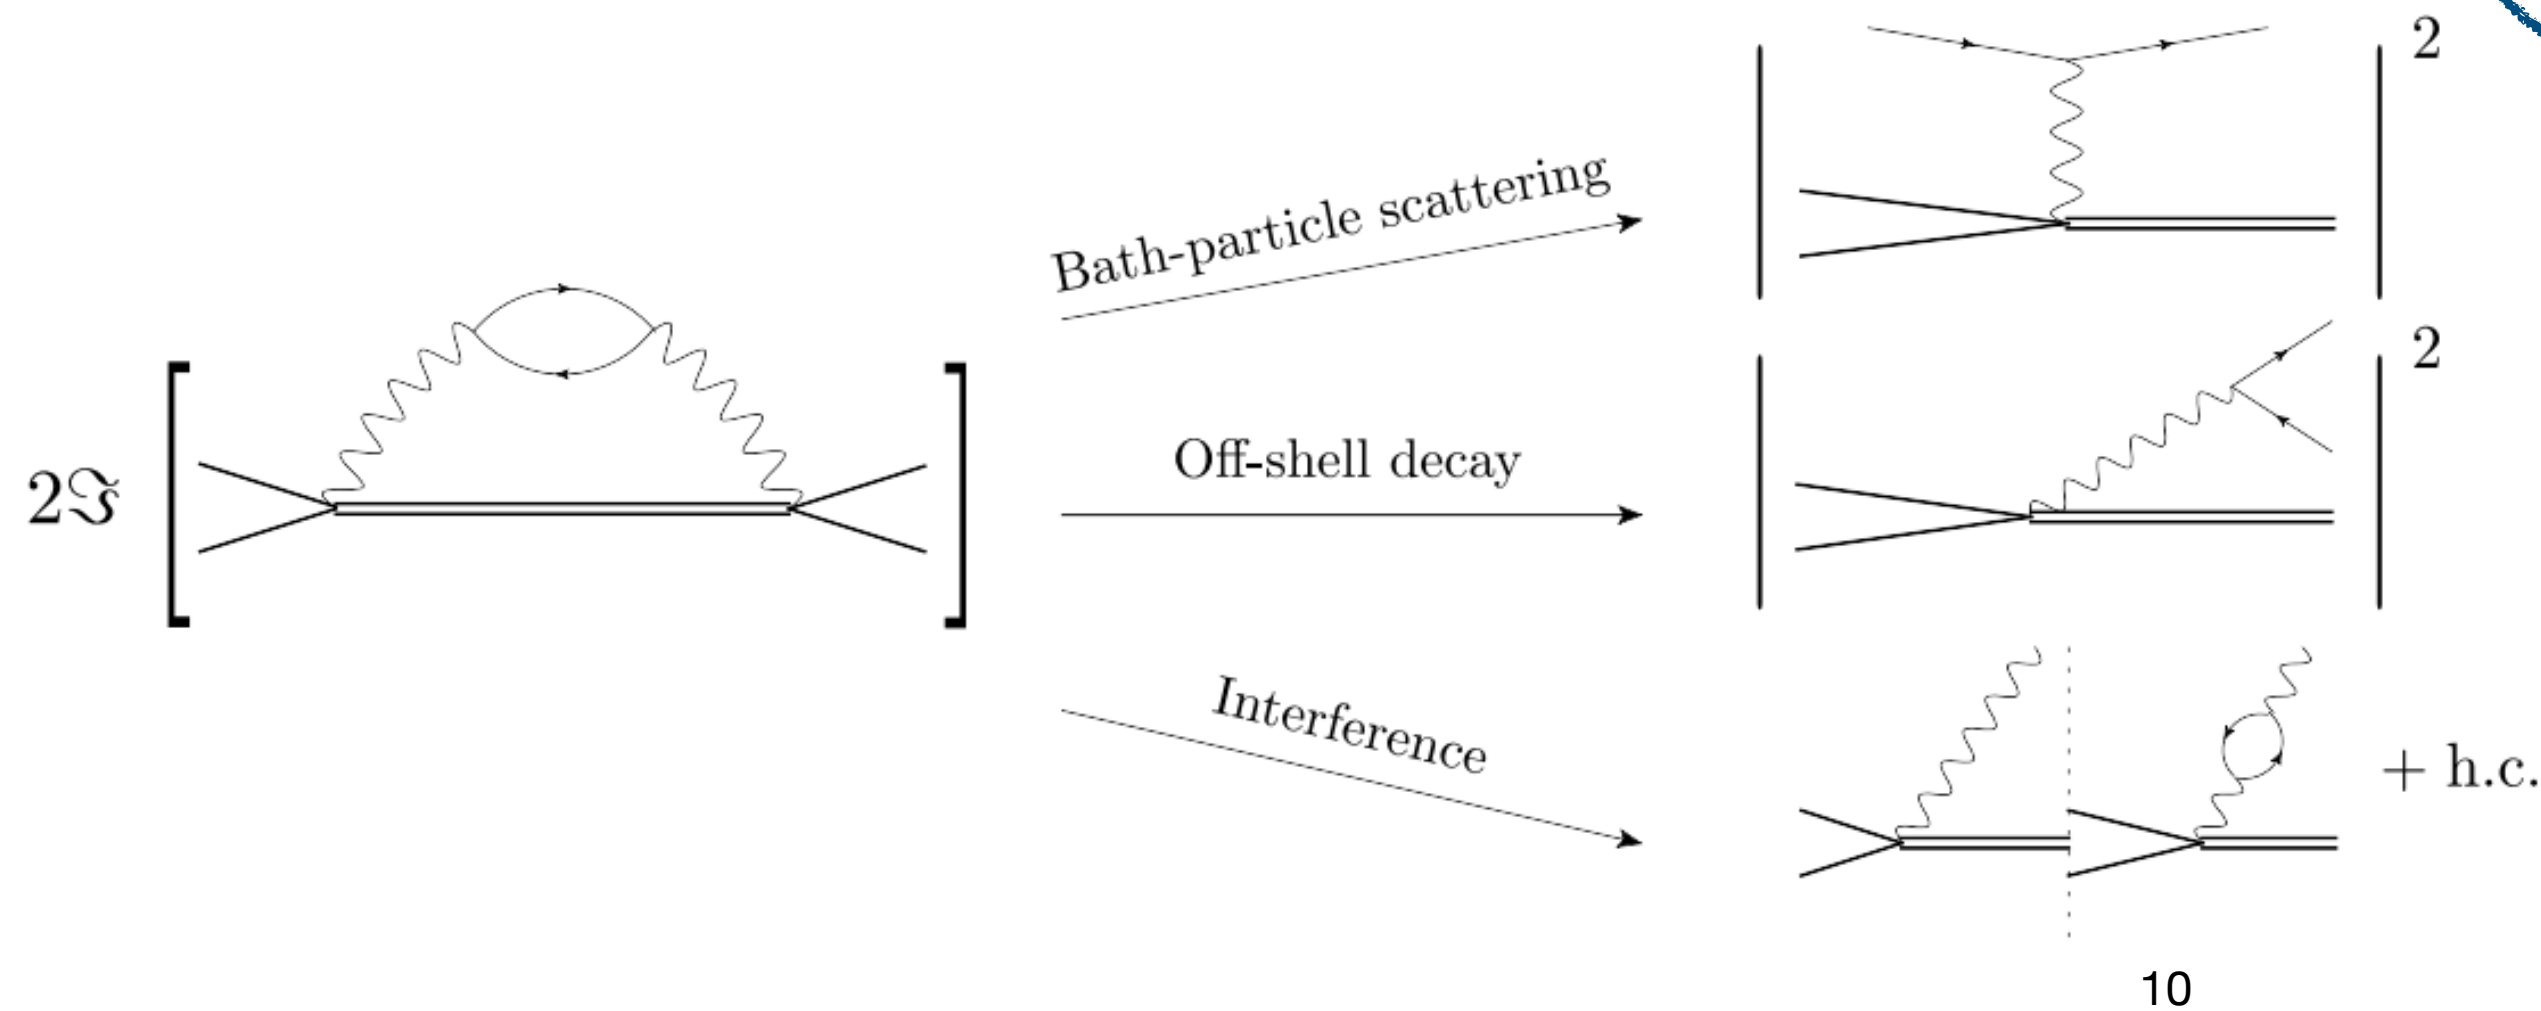 2
Bath-particle scattering
2
Off-shell decay
2ℑ
Interference
+ h.c.
10